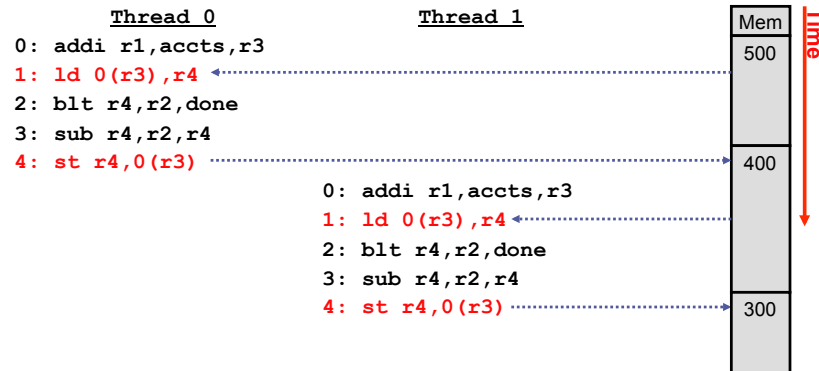 Thread 0
Thread 1
Mem
Time
0: addi r1,accts,r3
500
1: ld 0(r3),r4
2: blt r4,r2,done
3: sub r4,r2,r4
4: st r4,0(r3)
400
0: addi r1,accts,r3
1: ld 0(r3),r4
2: blt r4,r2,done
3: sub r4,r2,r4
4: st r4,0(r3)
300